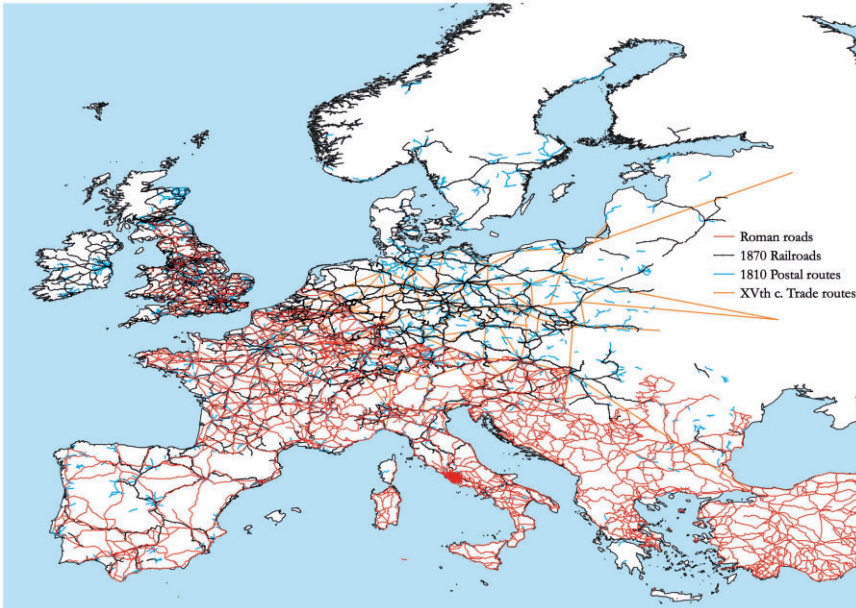 Roman roads
1870 Railroads
1810 Postal routes
XVth c. Trade routes